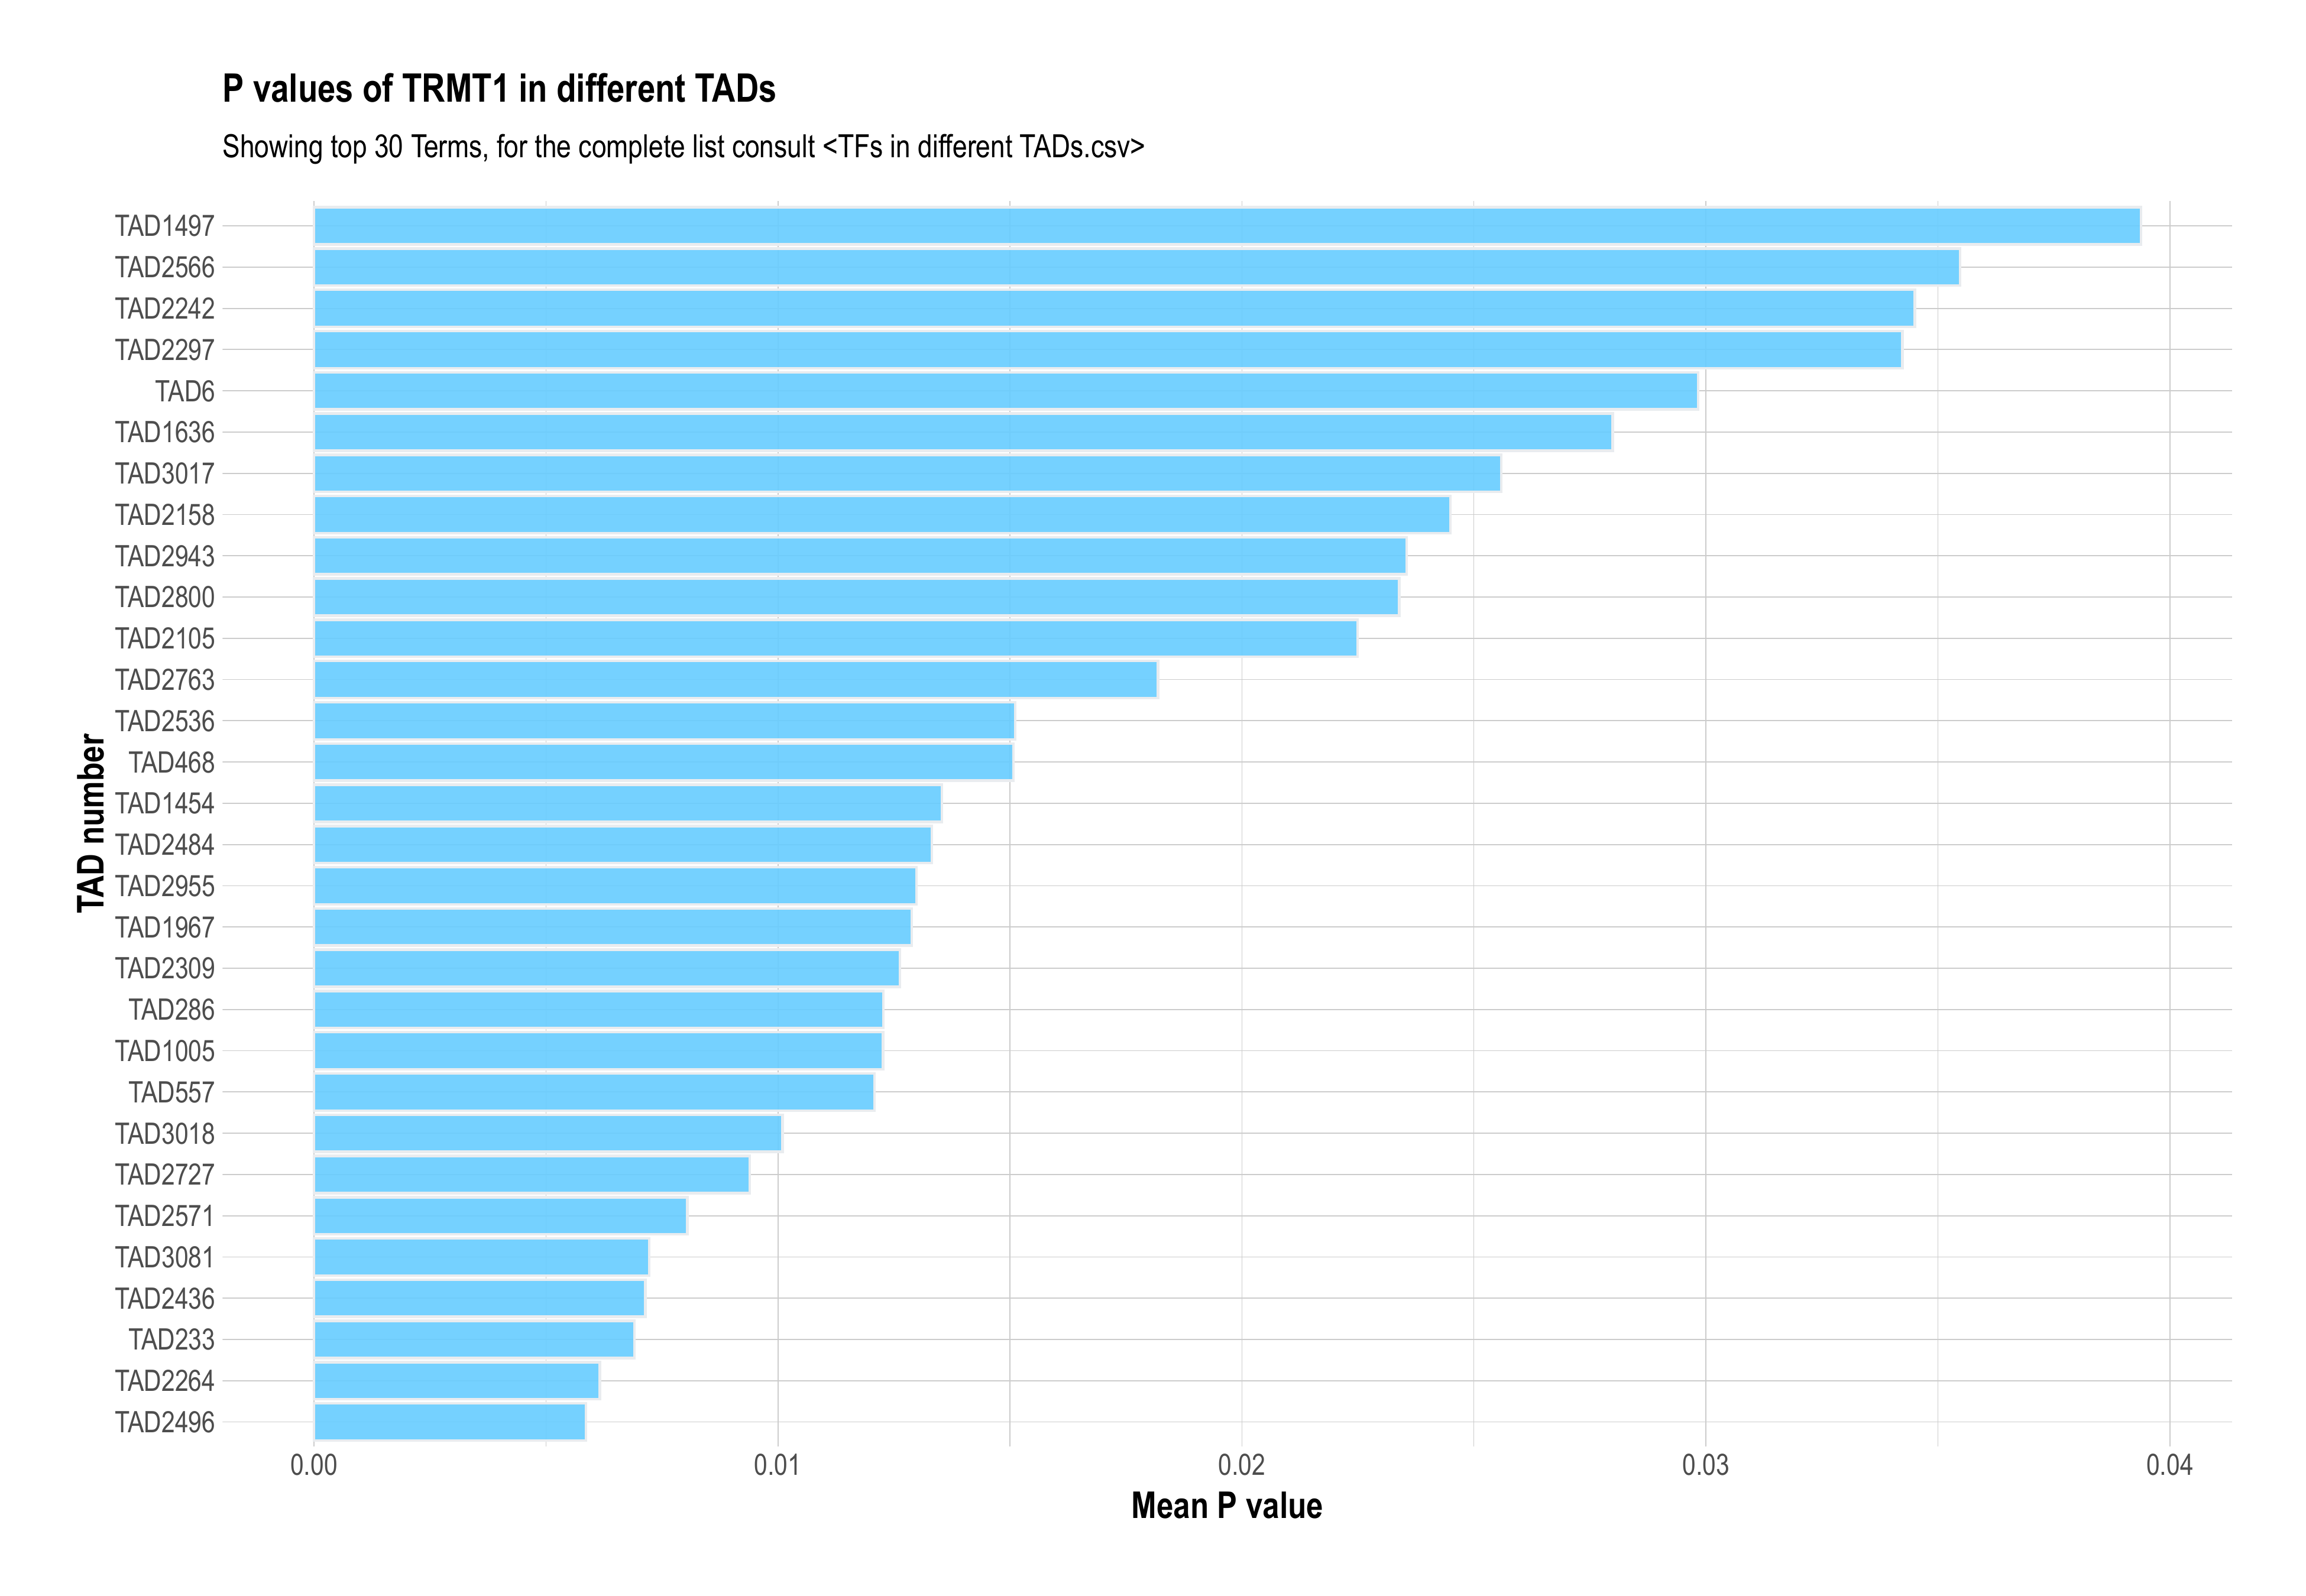 P values of TRMT1 in different TADs
Showing top 30 Terms, for the complete list consult <TFs in different TADs.csv>
TAD number
TAD1497
TAD2566
TAD2242
TAD2297
TAD6
TAD1636
TAD3017
TAD2158
TAD2943
TAD2800
TAD2105
TAD2763
TAD2536
TAD468
TAD1454
TAD2484
TAD2955
TAD1967
TAD2309
TAD286
TAD1005
TAD557
TAD3018
TAD2727
TAD2571
TAD3081
TAD2436
TAD233
TAD2264
TAD2496
0.00 0.01 0.02 0.03 0.04
Mean P value